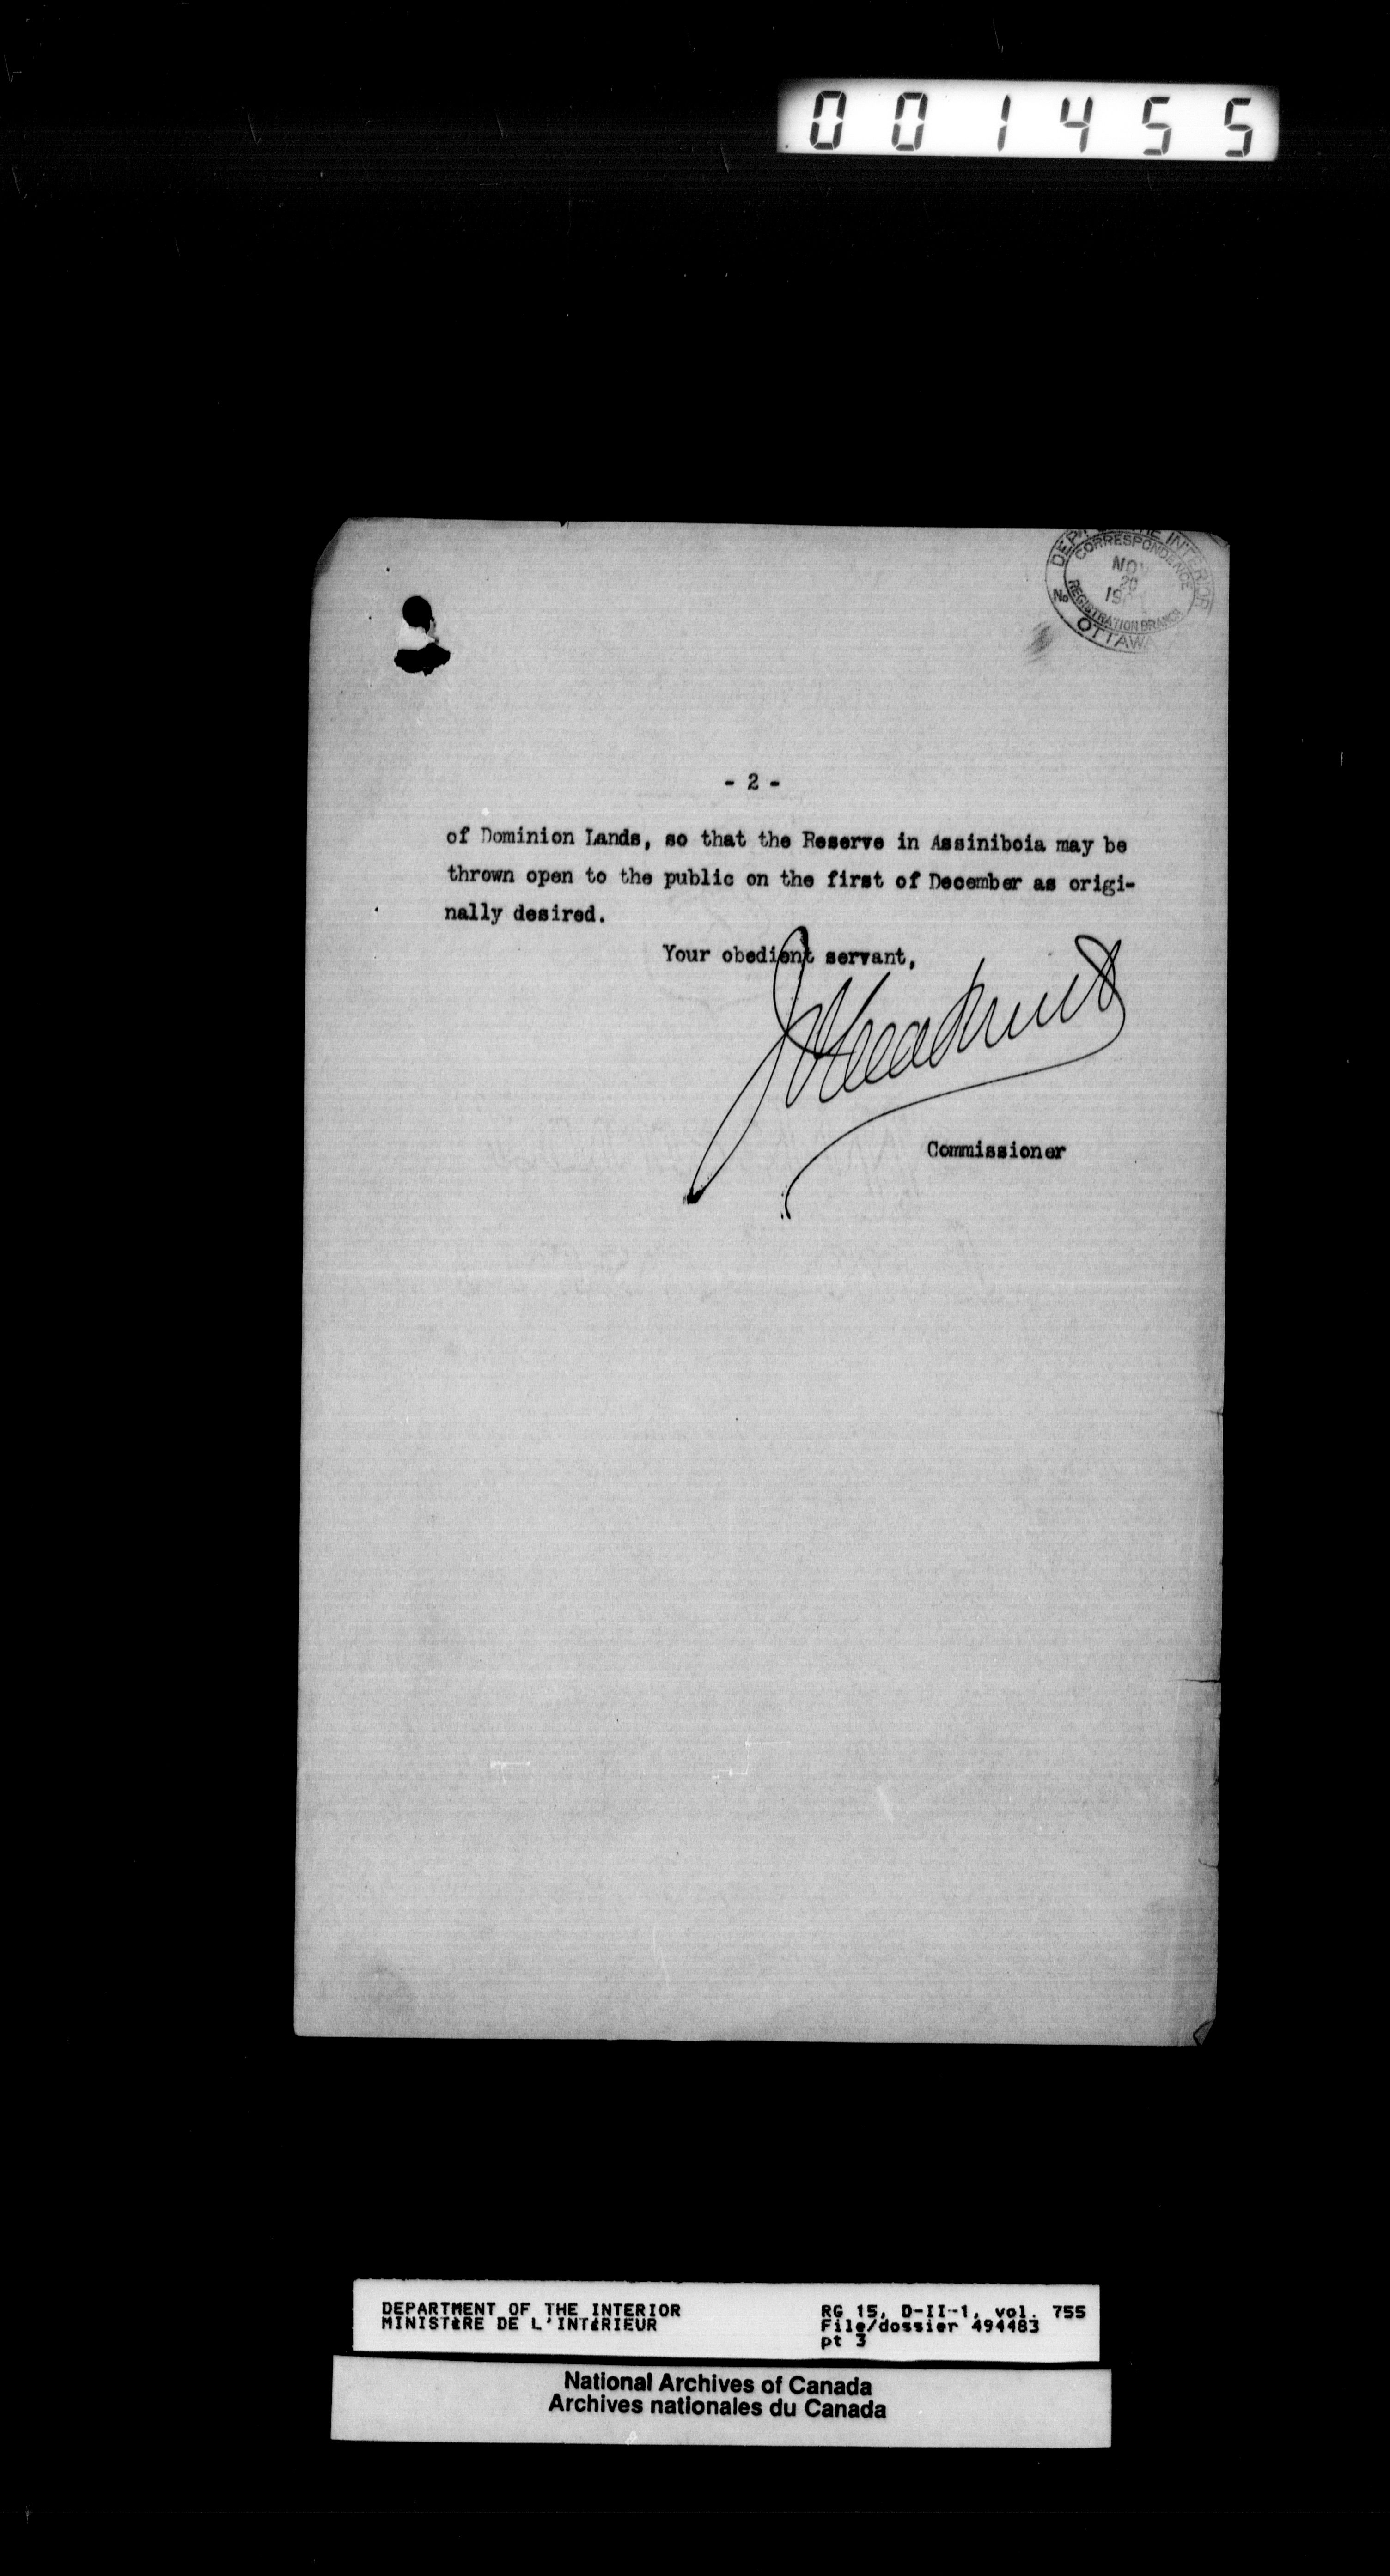 001455
DEPT. INTERIOR
CORRESPONDENCE
NOV
20
No
REGISTRATION BRANCH
OTTAWA
- 2 -
of Dominion Lands, so that the Reserve in Assiniboia may be
thrown open to the public on the first of December as origi-
nally desired.
Your obedient servant,
Commissioner
DEPARTMENT OF THE INTERIOR
MINISTÈRE DE L'INTÉRIEUR
RG 15, D-II-1, vol. 755
File/dossier 494483
pt 3
National Archives of Canada
Archives nationales du Canada